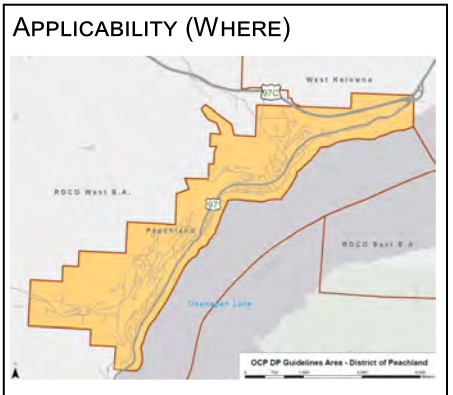 APPLICABILITY (WHERE)
West Kelowna
97C
RDCO West E.A.
97
Peachland
RDCO East E.A.
Okanagan Lake
OCP DP Guidelines Area - District of Peachland